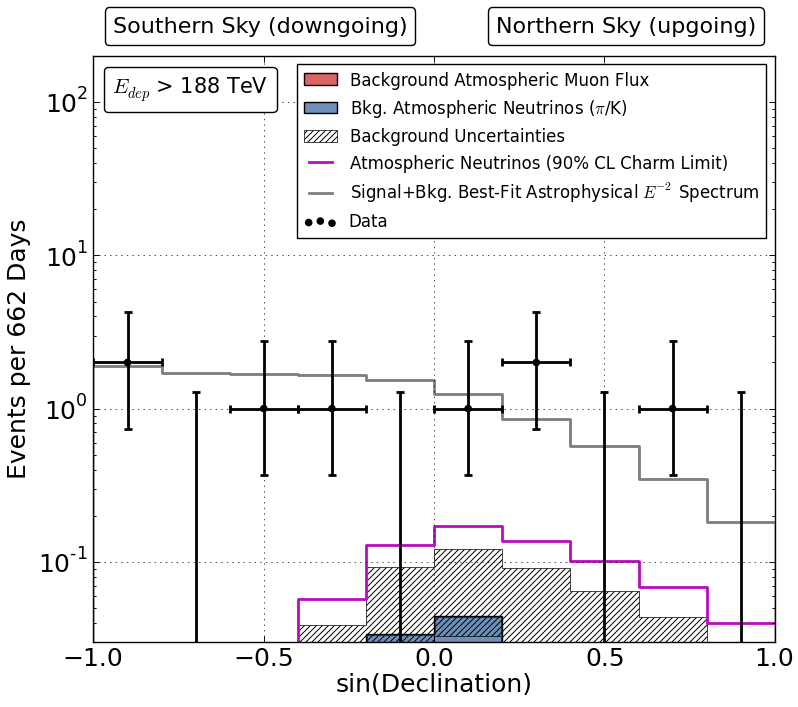 Southern Sky (downgoing)
Northern Sky (upgoing)
E_dep > 188 TeV
Background Atmospheric Muon Flux
Bkg. Atmospheric Neutrinos (π/K)
Background Uncertainties
Atmospheric Neutrinos (90% CL Charm Limit)
Signal+Bkg. Best-Fit Astrophysical E^-2 Spectrum
Data
Events per 662 Days
10^2
10^1
10^0
10^-1
−1.0
−0.5
0.0
0.5
1.0
sin(Declination)